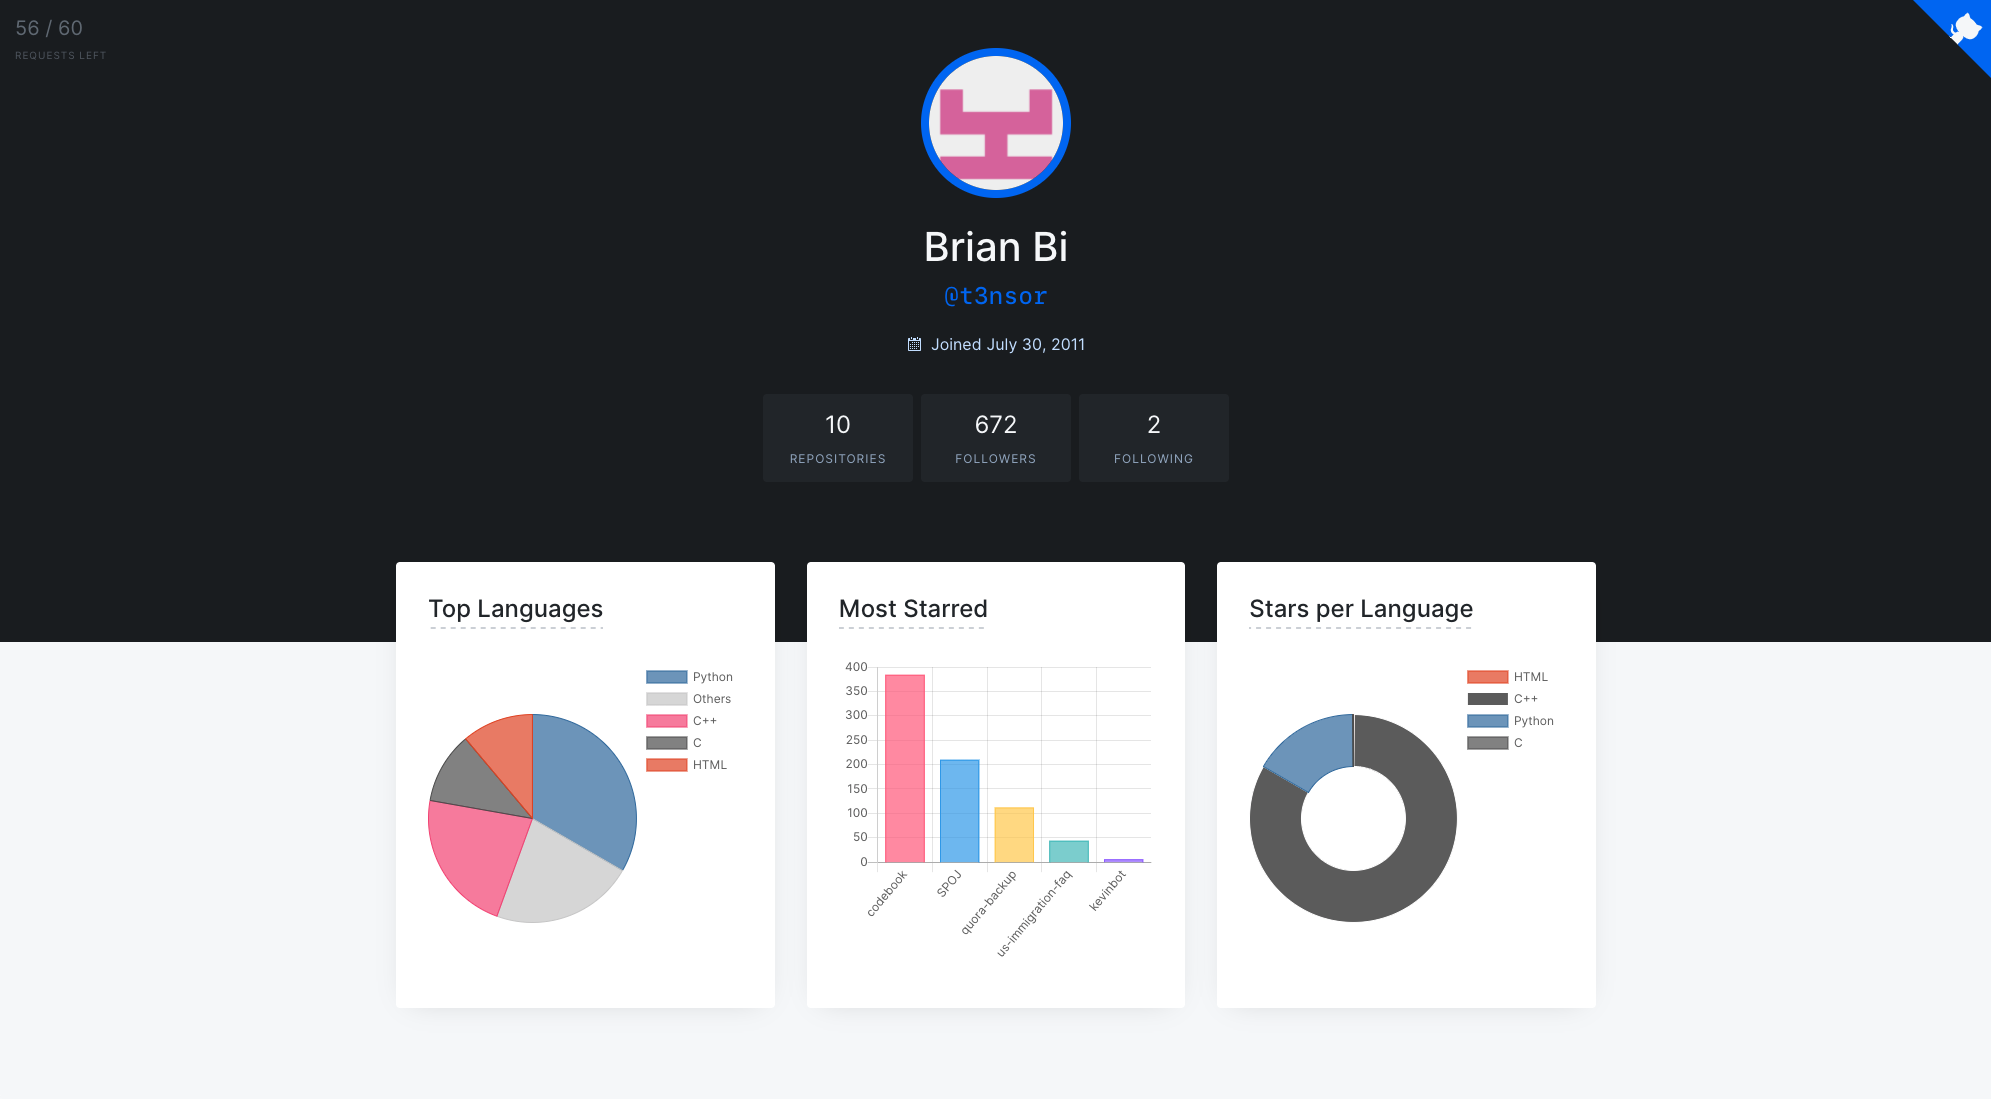 56 / 60
REQUESTS LEFT
Brian Bi
@t3nsor
Joined July 30, 2011
10
REPOSITORIES
672
FOLLOWERS
2
FOLLOWING
Top Languages
Python
Others
C++
C
HTML
Most Starred
400
350
300
250
200
150
100
50
0
codebook
SPOJ
quora-backup
us-immigration-faq
kevinbot
Stars per Language
HTML
C++
Python
C